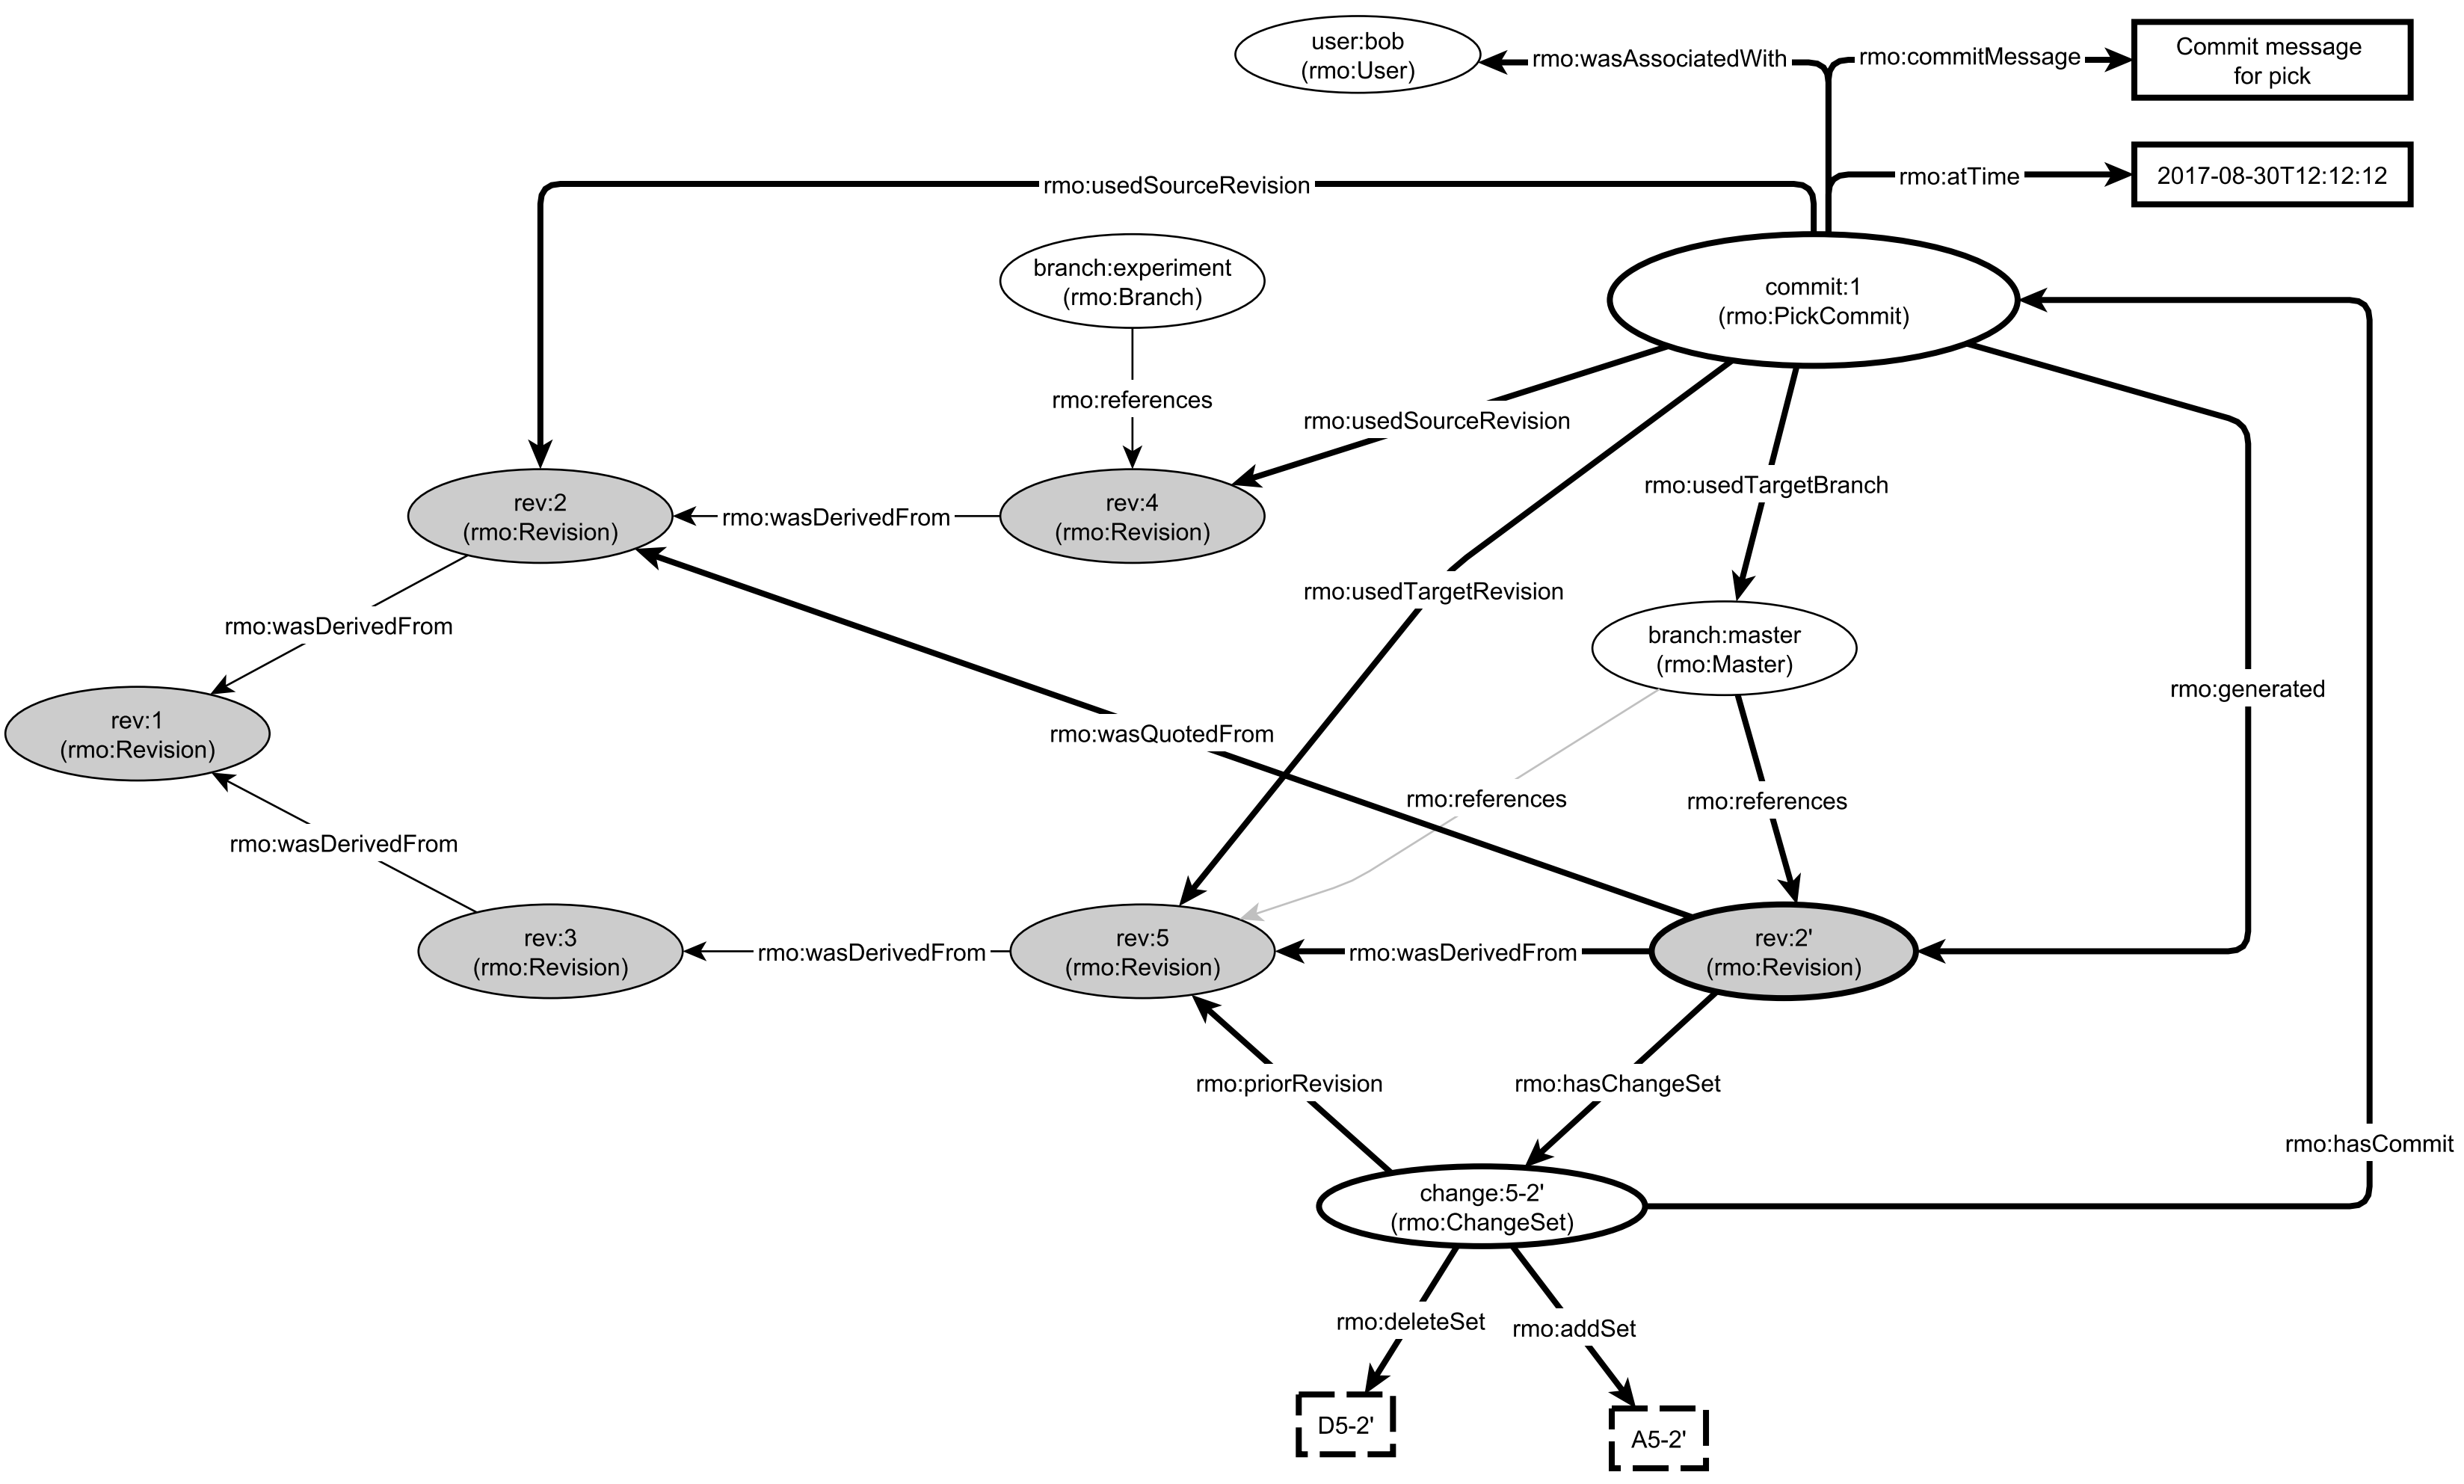 user:bob
(rmo:User)
rmo:wasAssociatedWith
rmo:commitMessage
Commit message
for pick
rmo:usedSourceRevision
rmo:atTime
2017-08-30T12:12:12
branch:experiment
(rmo:Branch)
commit:1
(rmo:PickCommit)
rmo:references
rmo:usedSourceRevision
rmo:usedTargetBranch
rev:2
(rmo:Revision)
rmo:wasDerivedFrom
rev:4
(rmo:Revision)
rmo:usedTargetRevision
rmo:wasDerivedFrom
branch:master
(rmo:Master)
rmo:generated
rev:1
(rmo:Revision)
rmo:wasQuotedFrom
rmo:references
rmo:references
rmo:wasDerivedFrom
rev:3
(rmo:Revision)
rmo:wasDerivedFrom
rev:5
(rmo:Revision)
rmo:wasDerivedFrom
rev:2'
(rmo:Revision)
rmo:priorRevision
rmo:hasChangeSet
rmo:hasCommit
change:5-2'
(rmo:ChangeSet)
rmo:deleteSet
rmo:addSet
D5-2'
A5-2'